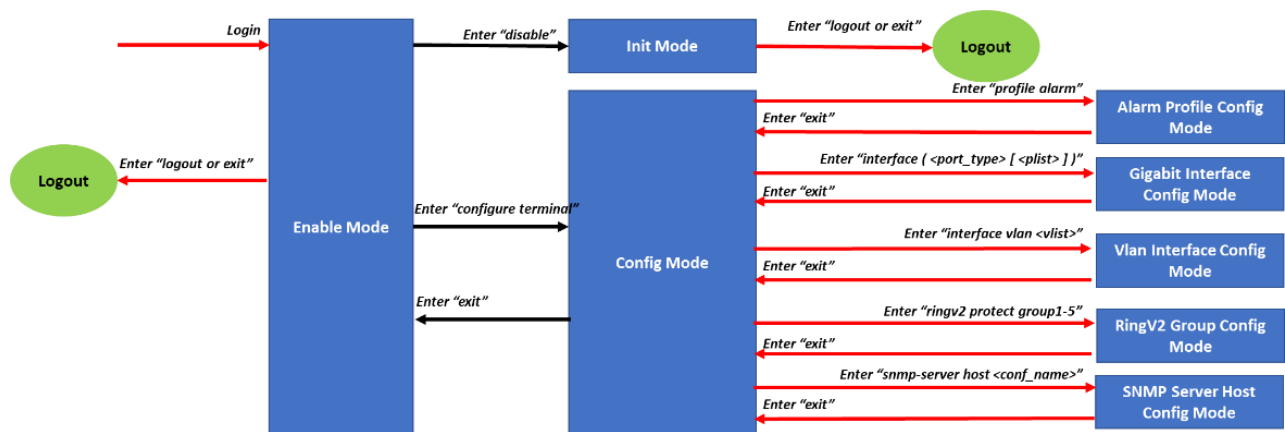 Login
Enter “disable”
Init Mode
Enter “logout or exit”
Logout
Enter “profile alarm”
Alarm Profile Config
Mode
Enter “exit”
Enter “logout or exit”
Logout
Enter “interface ( <port_type> [ <plist> ] )”
Gigabit Interface
Config Mode
Enter “exit”
Enable Mode
Enter “configure terminal”
Config Mode
Enter “interface vlan <vlist>”
Vlan Interface Config
Mode
Enter “exit”
Enter “exit”
Enter “ringv2 protect group1-5”
RingV2 Group Config
Mode
Enter “exit”
Enter “snmp-server host <conf_name>”
SNMP Server Host
Config Mode
Enter “exit”